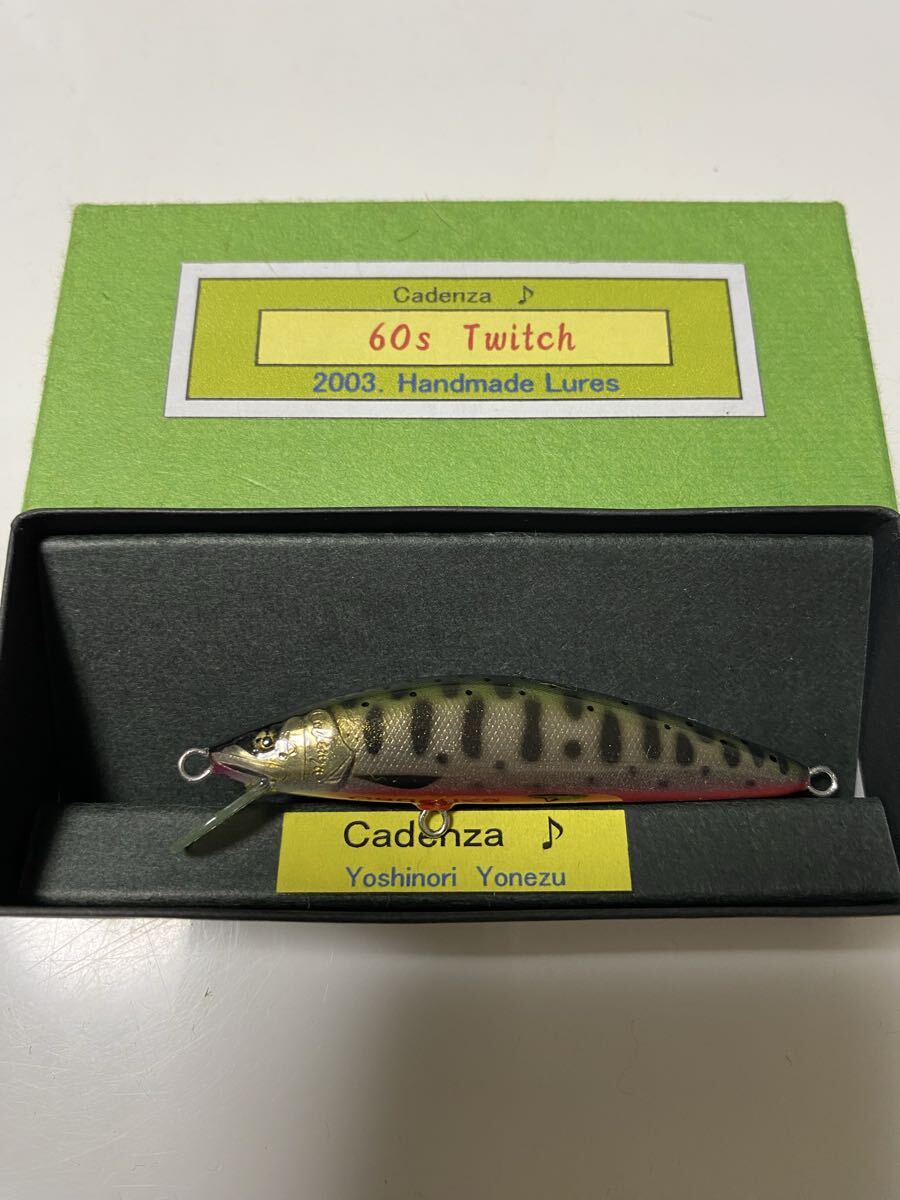 Cadenza ♪
60s Twitch
2003. Handmade Lures
Cadenza ♪
Yoshinori Yonezu